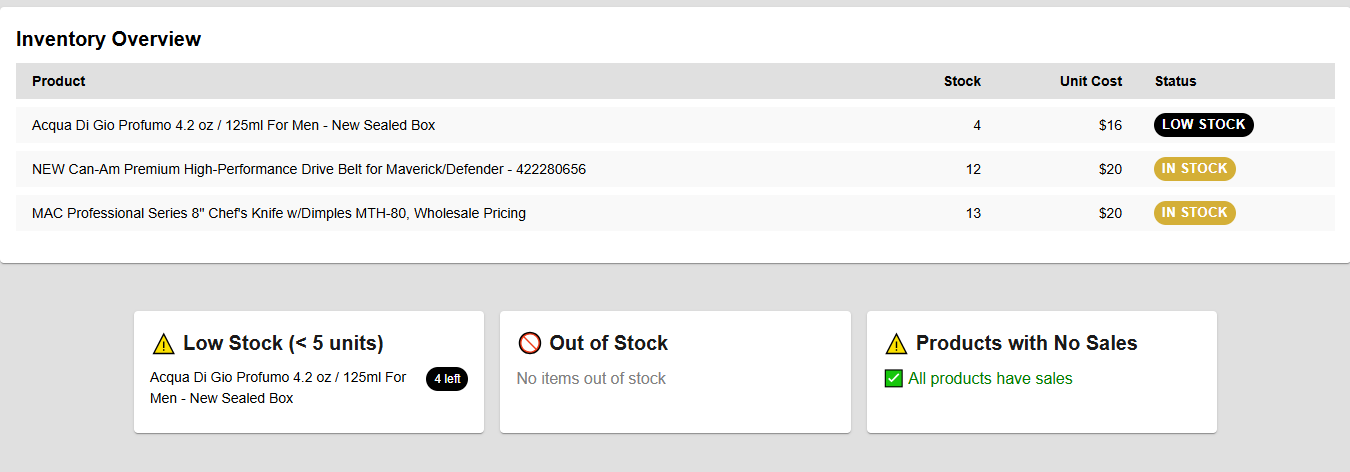 Inventory Overview
Product Stock Unit Cost Status
Acqua Di Gio Profumo 4.2 oz / 125ml For Men - New Sealed Box 4 $16 LOW STOCK
NEW Can-Am Premium High-Performance Drive Belt for Maverick/Defender - 422280656 12 $20 IN STOCK
MAC Professional Series 8" Chef's Knife w/Dimples MTH-80, Wholesale Pricing 13 $20 IN STOCK
Low Stock (< 5 units)
Acqua Di Gio Profumo 4.2 oz / 125ml For
Men - New Sealed Box
4 left
Out of Stock
No items out of stock
Products with No Sales
All products have sales